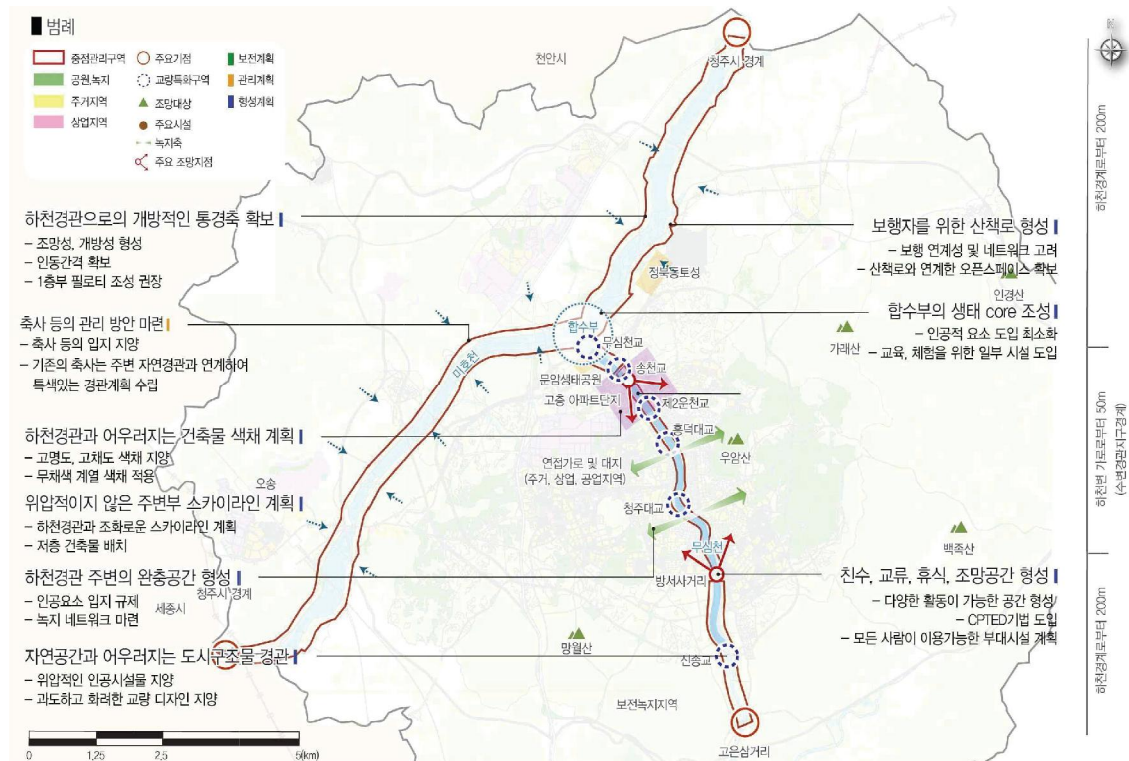 범례
중점관리구역
공원,녹지
주거지역
상업지역
주요기점
교량특화구역
조망대상
주요시설
녹지축
주요 조망지점
보전계획
관리계획
형성계획
천안시
청주시 경계
하천경관으로의 개방적인 통경축 확보
– 조망성, 개방성 형성
– 인동간격 확보
– 1층부 필로티 조성 권장
축사 등의 관리 방안 마련
– 축사 등의 입지 지양
– 기존의 축사는 주변 자연경관과 연계하여
특색있는 경관계획 수립
하천경관과 어우러지는 건축물 색채 계획
– 고명도, 고채도 색채 지양
– 무채색 계열 색채 적용
오송
위압적이지 않은 주변부 스카이라인 계획
– 하천경관과 조화로운 스카이라인 계획
– 저층 건축물 배치
하천경관 주변의 완충공간 형성
– 인공요소 입지 규제
– 녹지 네트워크 마련
세종시
청주시 경계
자연공간과 어우러지는 도시구조물 경관
– 위압적인 인공시설물 지양
– 과도하고 화려한 교량 디자인 지양
0 1.25 2.5 5(km)
정북동토성
합수부
무심천교
미호천
문암생태공원
송천교
고층 아파트단지
제2운천교
흥덕대교
우암산
연접가로 및 대지
(주거, 상업, 공업지역)
청주대교
무심천
방서사거리
망월산
신송교
보전녹지지역
고은삼거리
보행자를 위한 산책로 형성
– 보행 연계성 및 네트워크 고려
– 산책로와 연계한 오픈스페이스 확보
인경산
합수부의 생태 core 조성
– 인공적 요소 도입 최소화
– 교육, 체험을 위한 일부 시설 도입
가래산
백족산
친수, 교류, 휴식, 조망공간 형성
– 다양한 활동이 가능한 공간 형성
– CPTED기법 도입
– 모든 사람이 이용가능한 부대시설 계획
하천경계로부터 200m
하천변 가로로부터 50m
(수변경관지구경계)
하천경계로부터 200m